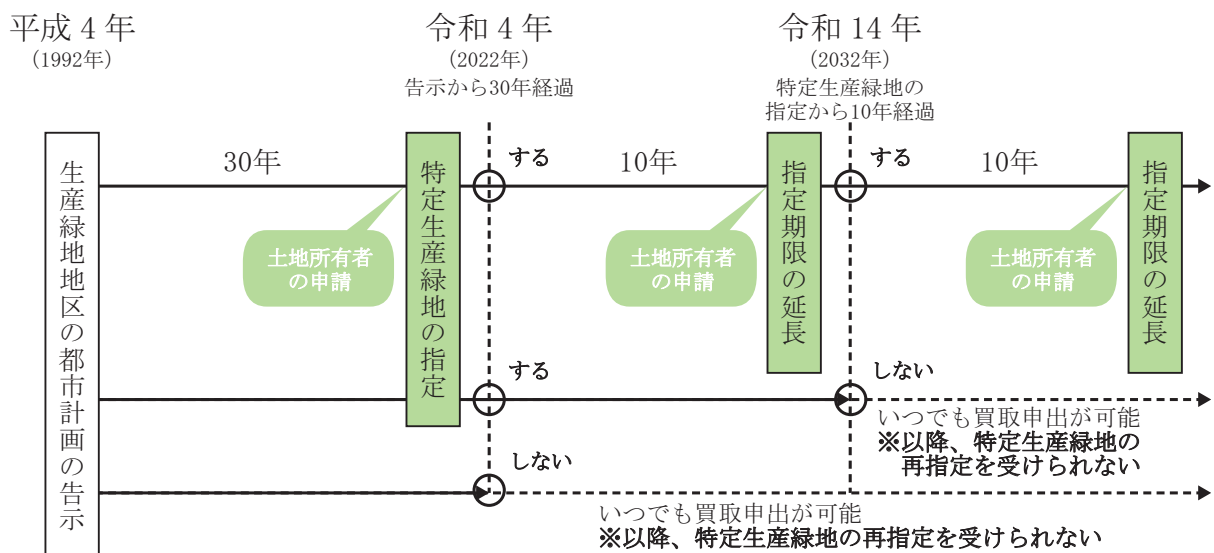 平成４年
（1992年）
令和４年
（2022年）
告示から30年経過
令和14年
（2032年）
特定生産緑地の
指定から10年経過
生産緑地地区の都市計画の告示
30年
土地所有者
の申請
特定生産緑地の指定
する
10年
土地所有者
の申請
指定期限の延長
する
10年
土地所有者
の申請
指定期限の延長
する
しない
いつでも買取申出が可能
※以降、特定生産緑地の
再指定を受けられない
しない
いつでも買取申出が可能
※以降、特定生産緑地の再指定を受けられない